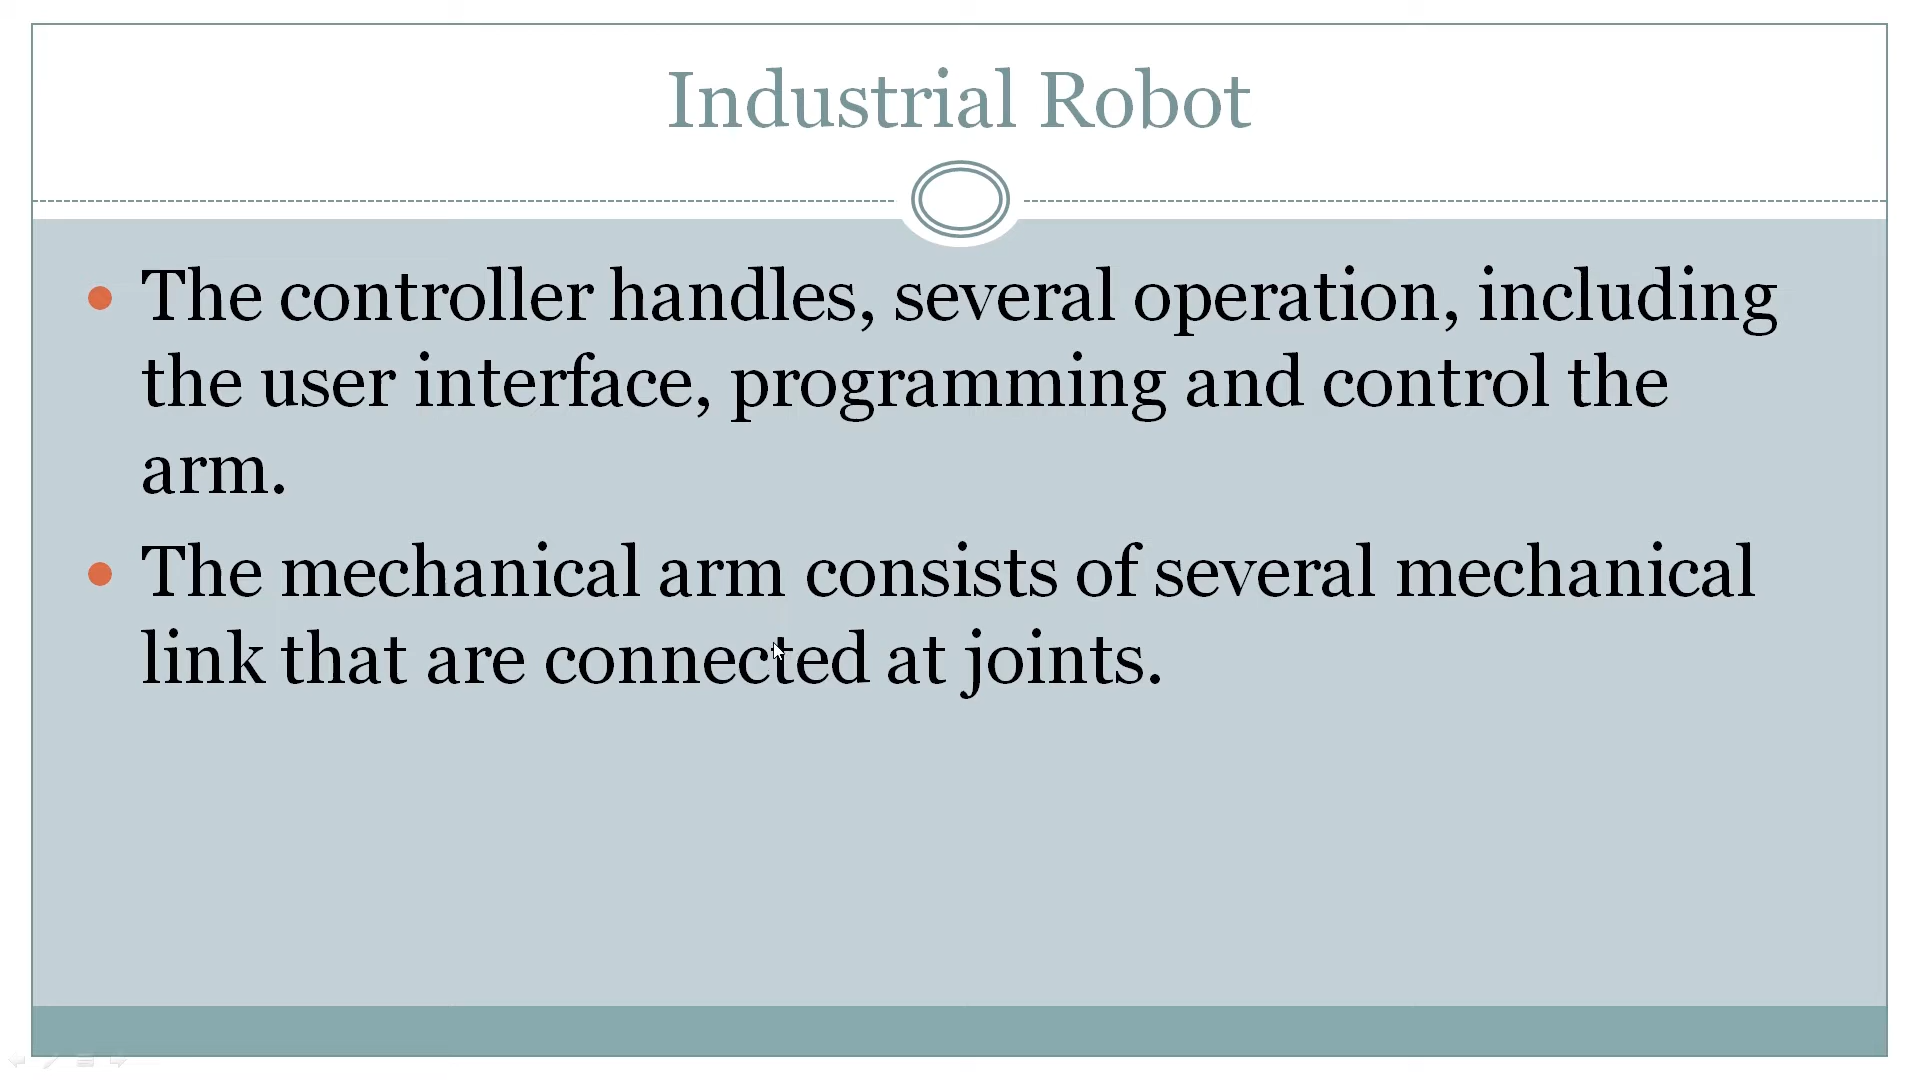 Industrial Robot
The controller handles, several operation, including
the user interface, programming and control the
arm.
The mechanical arm consists of several mechanical
link that are connected at joints.